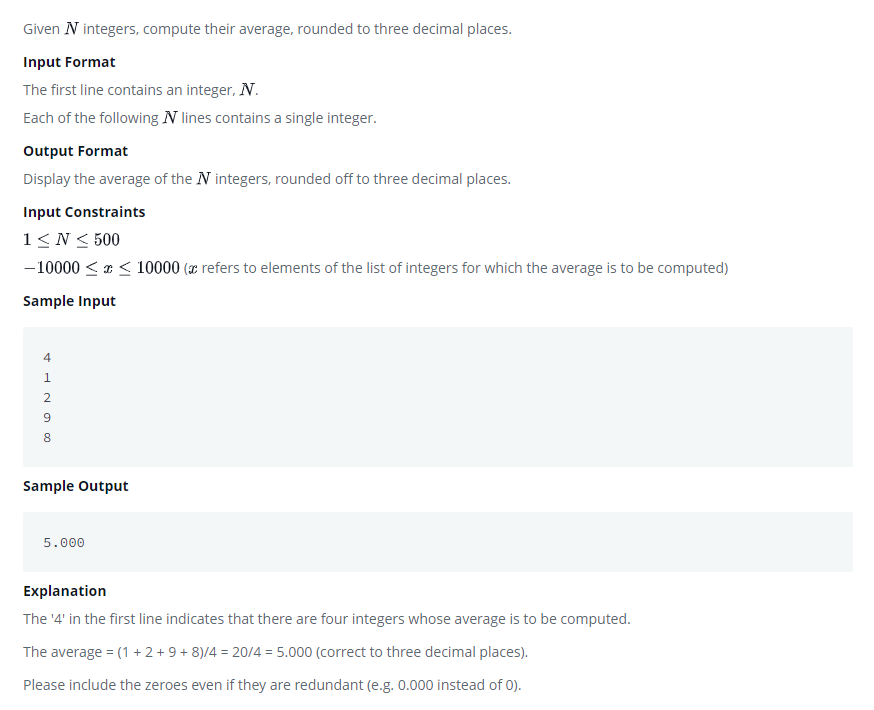 Given N integers, compute their average, rounded to three decimal places.
Input Format
The first line contains an integer, N.
Each of the following N lines contains a single integer.
Output Format
Display the average of the N integers, rounded off to three decimal places.
Input Constraints
1 ≤ N ≤ 500
−10000 ≤ x ≤ 10000 (x refers to elements of the list of integers for which the average is to be computed)
Sample Input
4
1
2
9
8
Sample Output
5.000
Explanation
The '4' in the first line indicates that there are four integers whose average is to be computed.
The average = (1 + 2 + 9 + 8)/4 = 20/4 = 5.000 (correct to three decimal places).
Please include the zeroes even if they are redundant (e.g. 0.000 instead of 0).